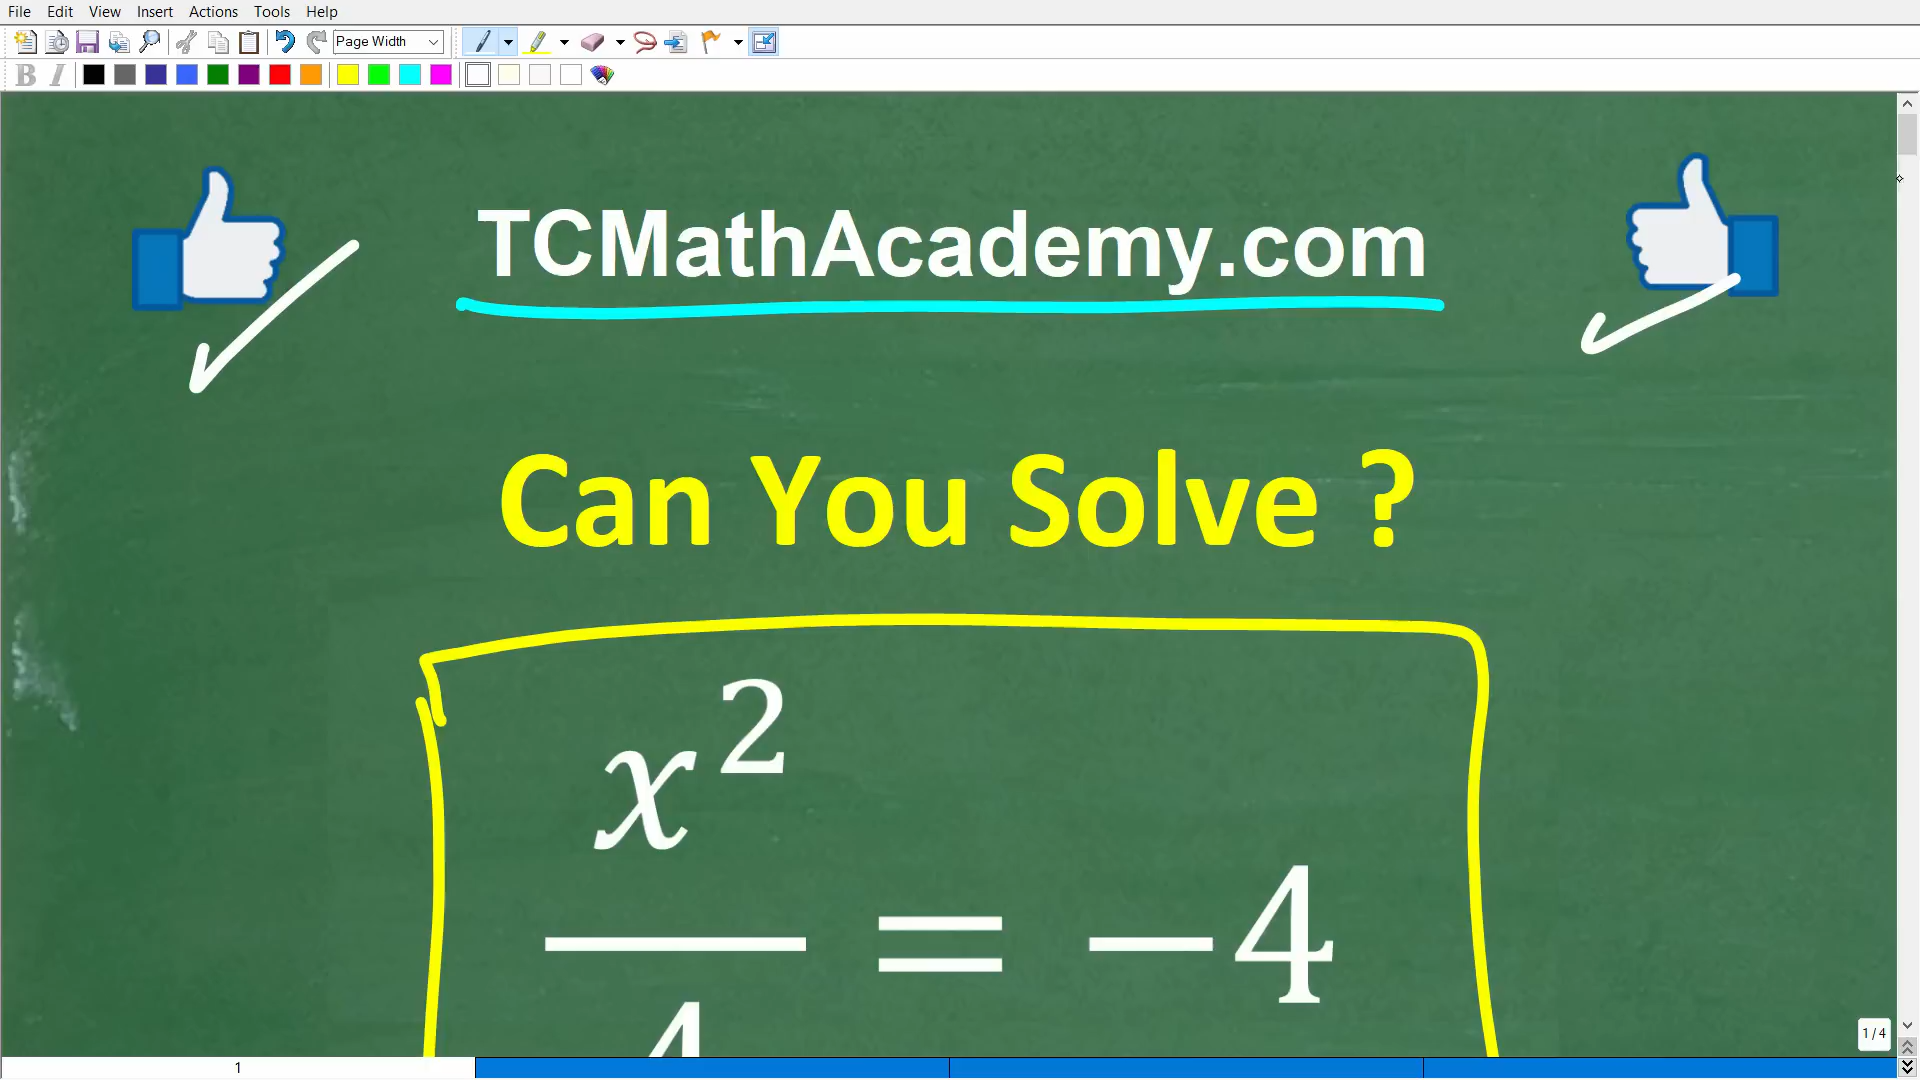 File Edit View Insert Actions Tools Help
Page Width
B I
TCMathAcademy.com
Can You Solve ?
x²
= −4
4
1 / 4
1